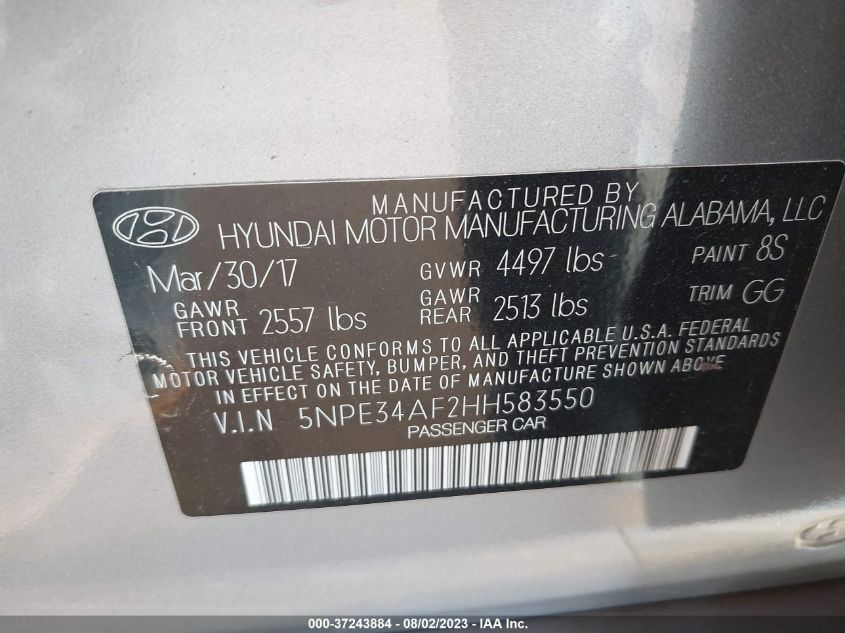 MANUFACTURED BY
HYUNDAI MOTOR MANUFACTURING ALABAMA, LLC
Mar/30/17 GVWR 4497 lbs PAINT 8S
GAWR FRONT 2557 lbs GAWR REAR 2513 lbs TRIM GG
THIS VEHICLE CONFORMS TO ALL APPLICABLE U.S.A. FEDERAL
MOTOR VEHICLE SAFETY, BUMPER, AND THEFT PREVENTION STANDARDS
IN EFFECT ON THE DATE OF MANUFACTURE SHOWN ABOVE
V.I.N 5NPE34AF2HH583550
PASSENGER CAR
000-37243884 - 08/02/2023 - IAA Inc.